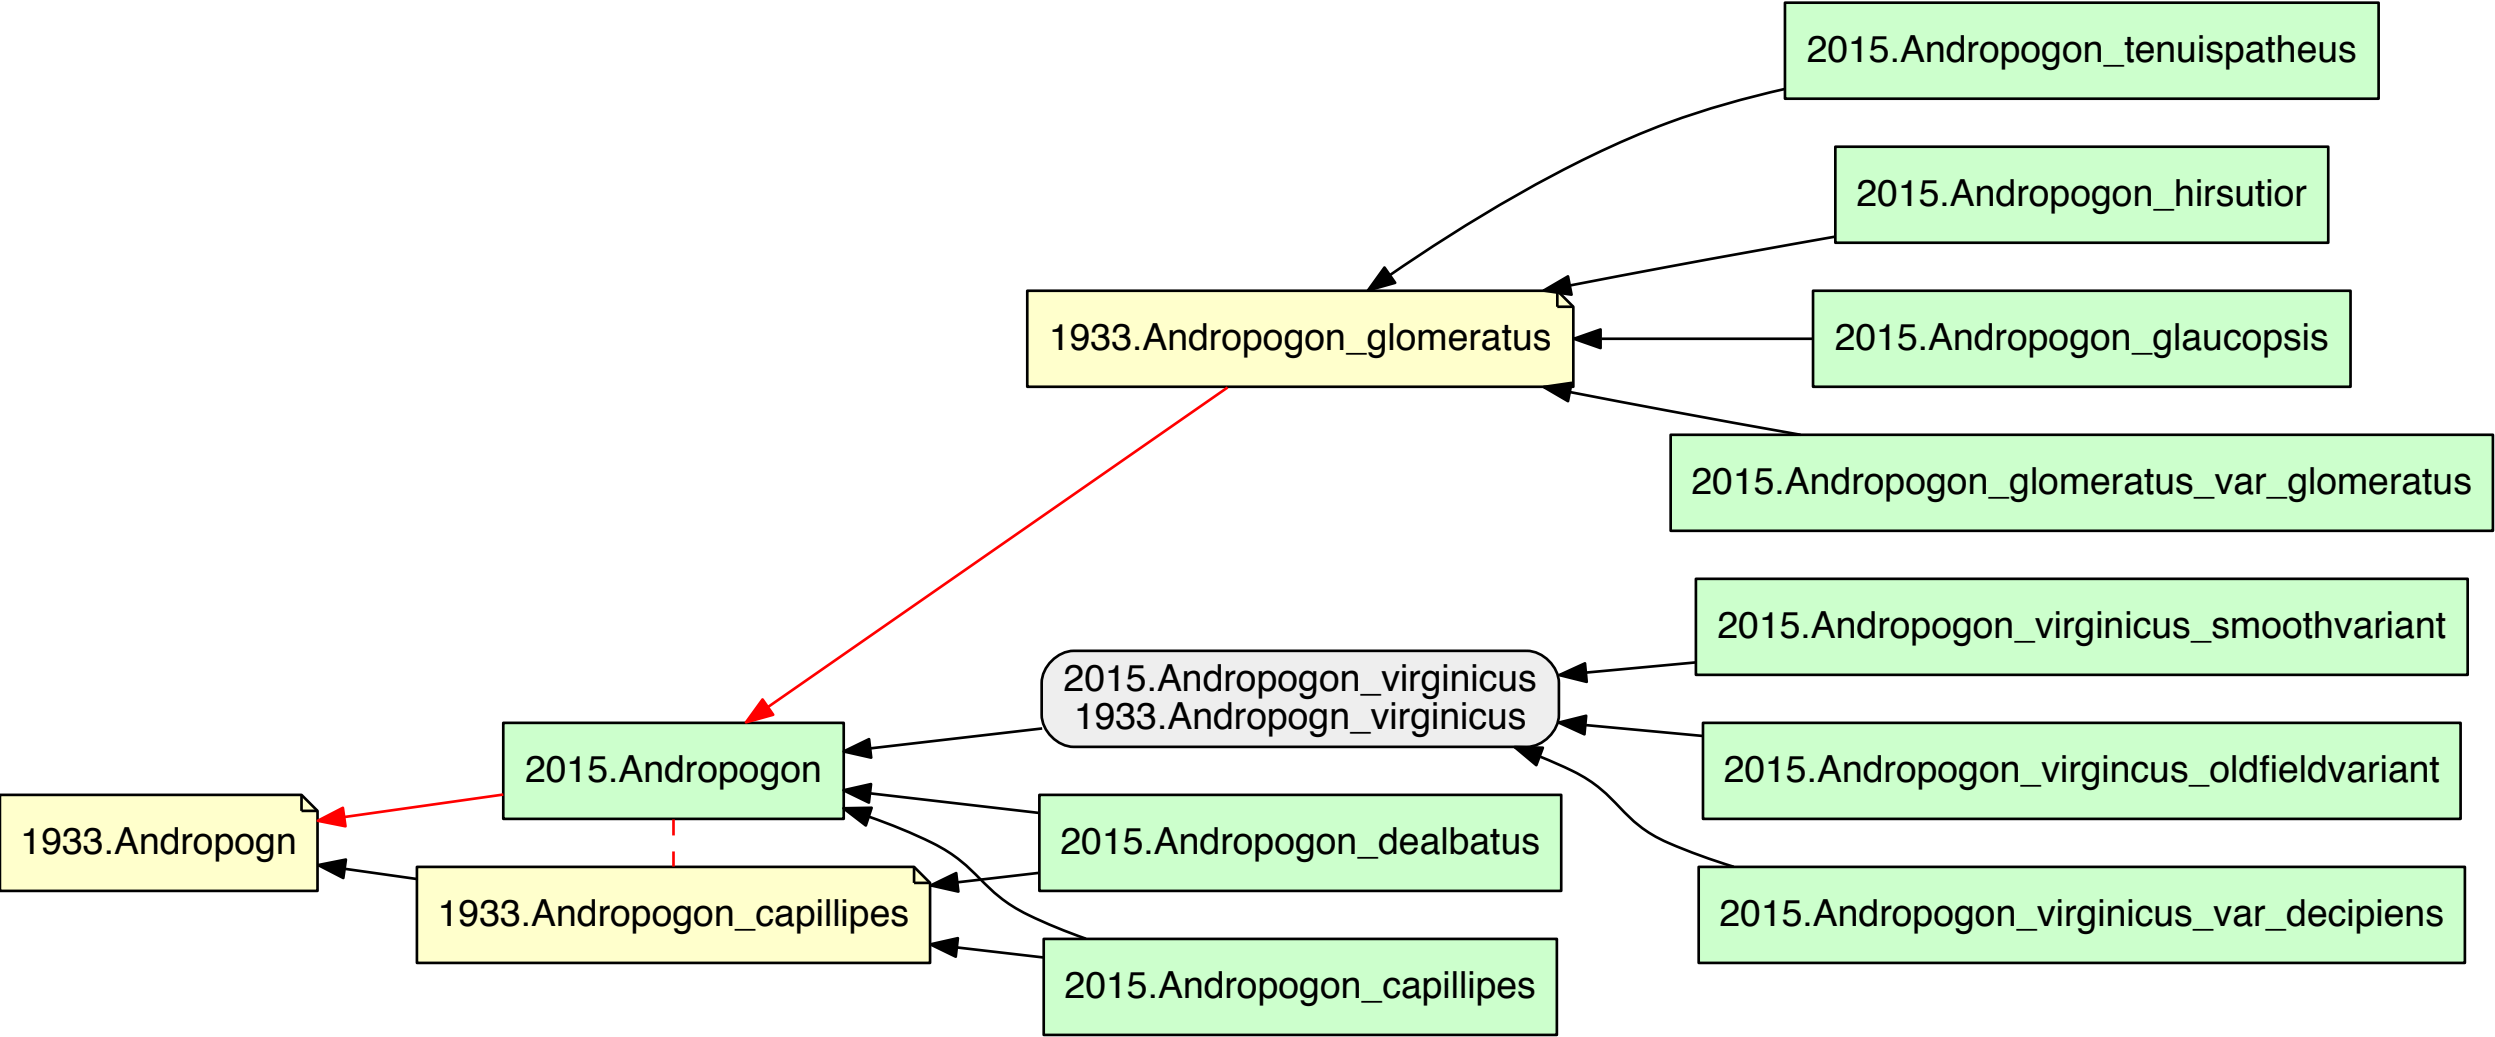 2015.Andropogon_tenuispatheus
2015.Andropogon_hirsutior
1933.Andropogon_glomeratus
2015.Andropogon_glaucopsis
2015.Andropogon_glomeratus_var_glomeratus
2015.Andropogon_virginicus_smoothvariant
2015.Andropogon_virginicus
1933.Andropogn_virginicus
2015.Andropogon
2015.Andropogon_virgincus_oldfieldvariant
1933.Andropogn
2015.Andropogon_dealbatus
1933.Andropogon_capillipes
2015.Andropogon_virginicus_var_decipiens
2015.Andropogon_capillipes